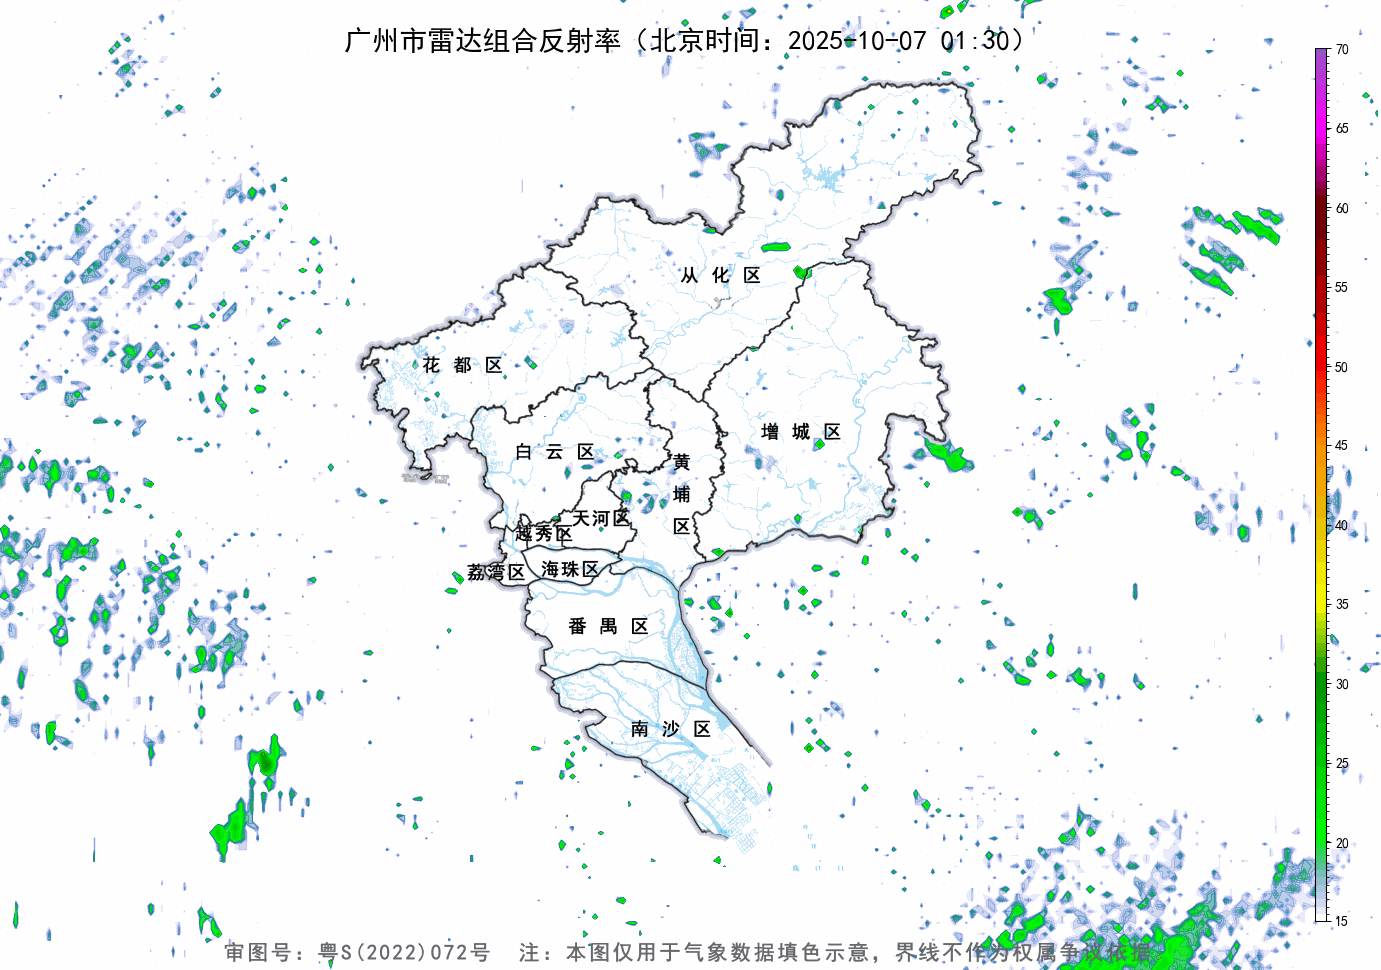 广州市雷达组合反射率（北京时间：2025-10-07 01:30）
70
65
60
55
50
45
40
35
30
25
20
15
从化区
花都区
增城区
白云区
黄埔区
天河区
越秀区
海珠区
荔湾区
番禺区
南沙区
审图号：粤S(2022)072号 注：本图仅用于气象数据填色示意，界线不作为权属争议依据